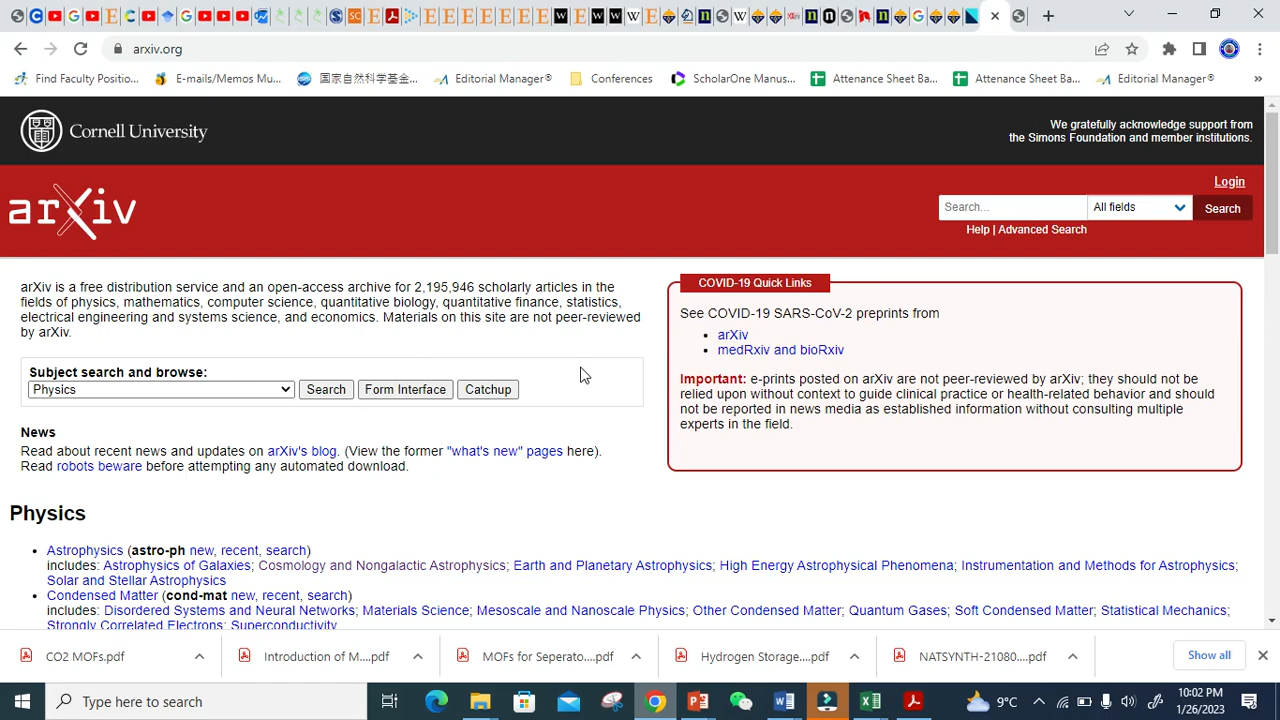 arxiv.org
Find Faculty Positio...
E-mails/Memos Mu...
国家自然科学基金...
Editorial Manager®
Conferences
ScholarOne Manus...
Attenance Sheet Ba...
Attenance Sheet Ba...
Editorial Manager®
Cornell University
We gratefully acknowledge support from
the Simons Foundation and member institutions.
arXiv
Login
Search...
All fields
Search
Help | Advanced Search
arXiv is a free distribution service and an open-access archive for 2,195,946 scholarly articles in the
fields of physics, mathematics, computer science, quantitative biology, quantitative finance, statistics,
electrical engineering and systems science, and economics. Materials on this site are not peer-reviewed
by arXiv.
Subject search and browse:
Physics
Search
Form Interface
Catchup
News
Read about recent news and updates on arXiv's blog. (View the former "what's new" pages here).
Read robots beware before attempting any automated download.
COVID-19 Quick Links
See COVID-19 SARS-CoV-2 preprints from
• arXiv
• medRxiv and bioRxiv
Important: e-prints posted on arXiv are not peer-reviewed by arXiv; they should not be
relied upon without context to guide clinical practice or health-related behavior and should
not be reported in news media as established information without consulting multiple
experts in the field.
Physics
• Astrophysics (astro-ph new, recent, search)
includes: Astrophysics of Galaxies; Cosmology and Nongalactic Astrophysics; Earth and Planetary Astrophysics; High Energy Astrophysical Phenomena; Instrumentation and Methods for Astrophysics;
Solar and Stellar Astrophysics
• Condensed Matter (cond-mat new, recent, search)
includes: Disordered Systems and Neural Networks; Materials Science; Mesoscale and Nanoscale Physics; Other Condensed Matter; Quantum Gases; Soft Condensed Matter; Statistical Mechanics;
Strongly Correlated Electrons; Superconductivity
CO2 MOFs.pdf
Introduction of M....pdf
MOFs for Seperato....pdf
Hydrogen Storage....pdf
NATSYNTH-21080....pdf
Show all
Type here to search
9°C
10:02 PM
1/26/2023